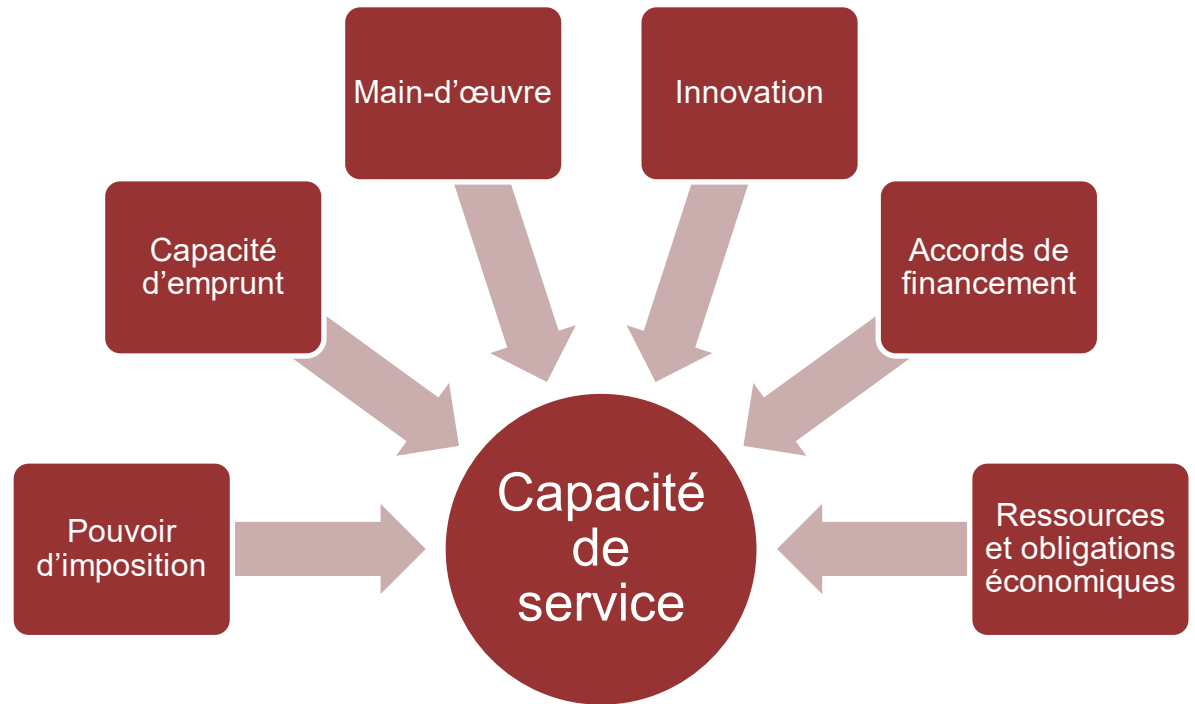 Main-d’œuvre
Innovation
Capacité
d’emprunt
Accords de
financement
Pouvoir
d’imposition
Capacité
de
service
Ressources
et obligations
économiques